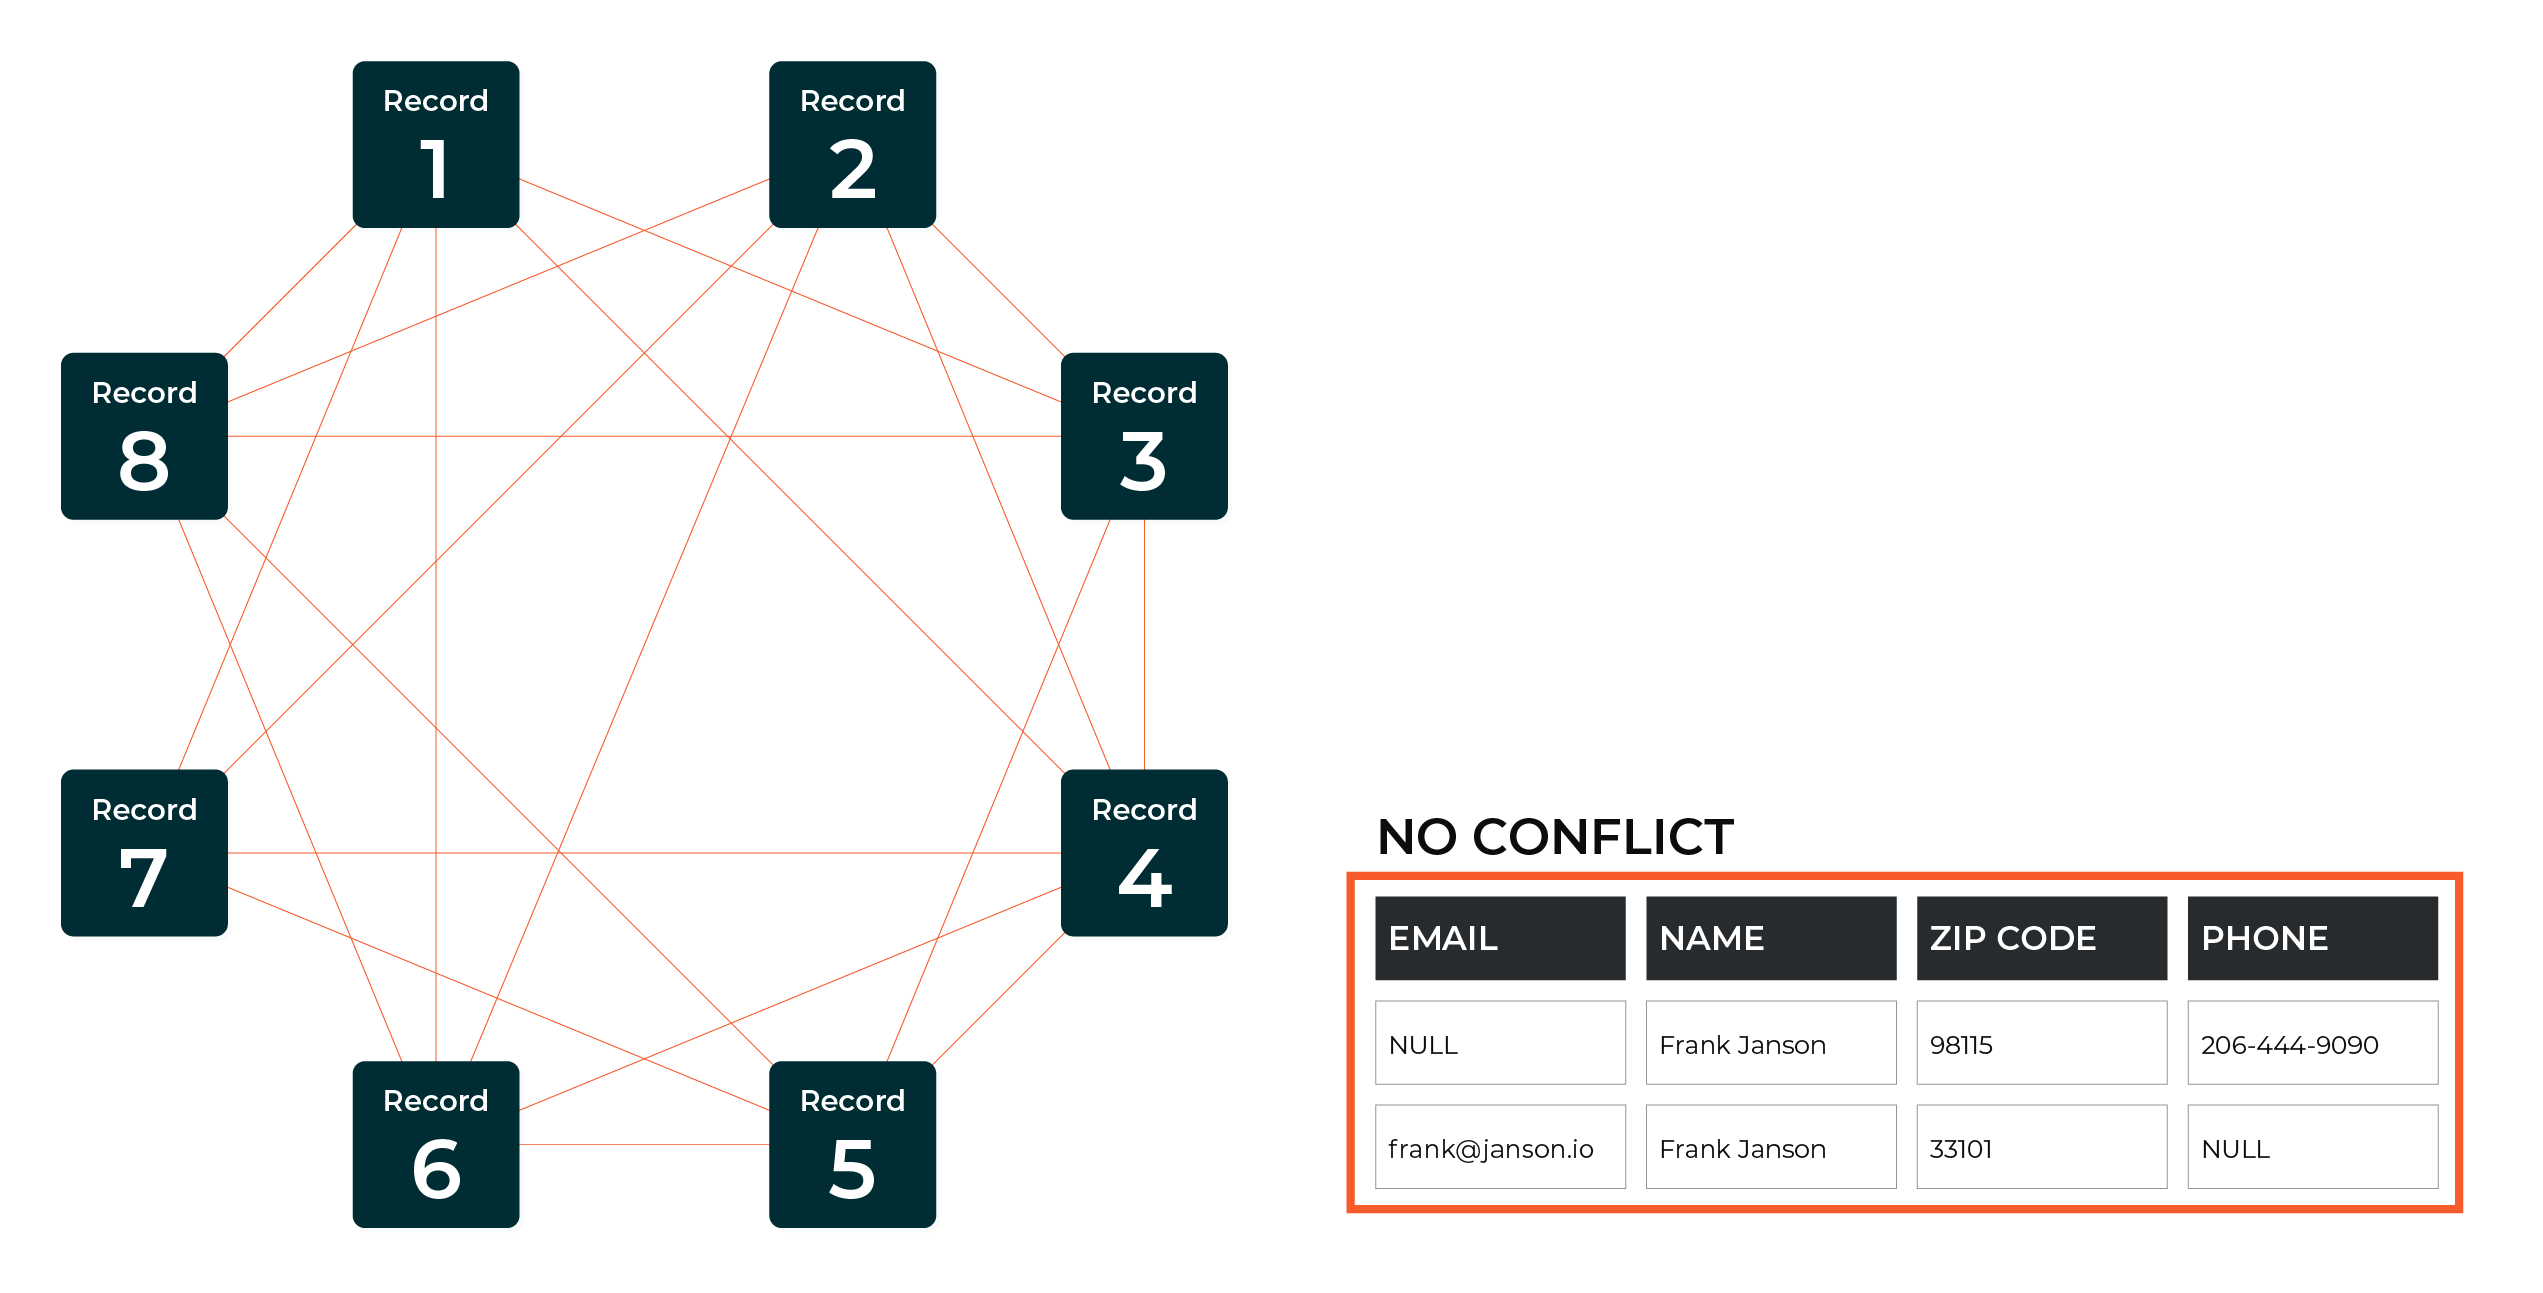 Record
1
Record
2
Record
8
Record
3
Record
7
Record
4
Record
6
Record
5
NO CONFLICT
EMAIL NAME ZIP CODE PHONE
NULL Frank Janson 98115 206-444-9090
frank@janson.io Frank Janson 33101 NULL